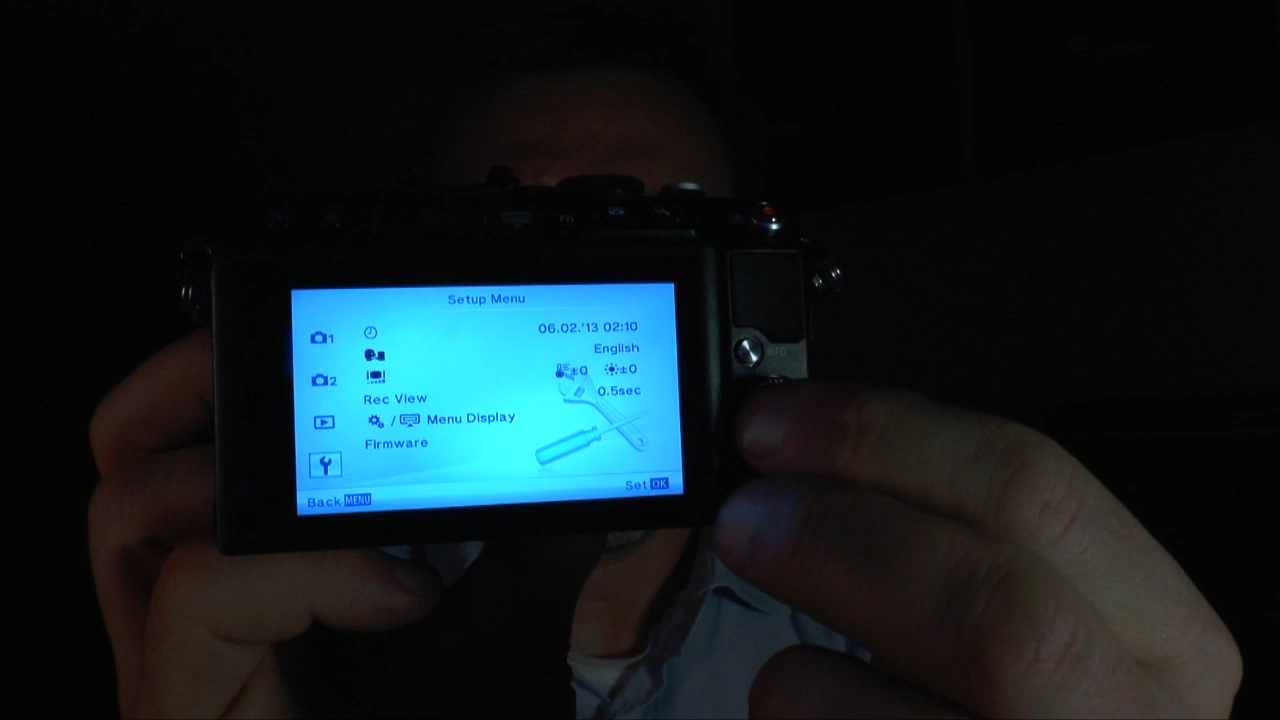 Fn
INFO
Setup Menu
1
06.02.'13 02:10
English
±0 ±0
2
0.5sec
Rec View
/ Menu Display
Firmware
Back MENU
Set OK